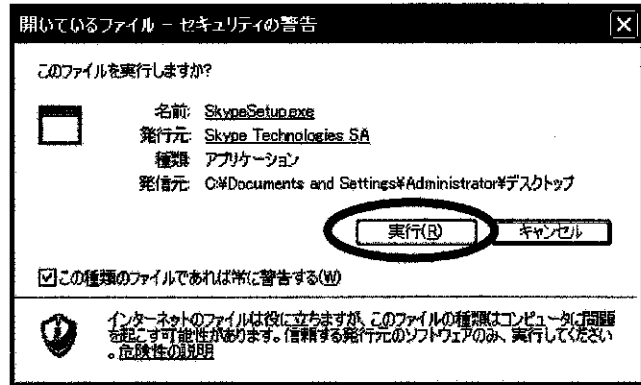 開いているファイル - セキュリティの警告
このファイルを実行しますか?
名前: SkypeSetup.exe
発行元: Skype Technologies SA
種類: アプリケーション
発信元: C:¥Documents and Settings¥Administrator¥デスクトップ
実行(R) キャンセル
この種類のファイルであれば常に警告する(W)
インターネットのファイルは役に立ちますが、このファイルの種類はコンピュータに問題
を起こす可能性があります。信頼する発行元のソフトウェアのみ、実行してください
。危険性の説明